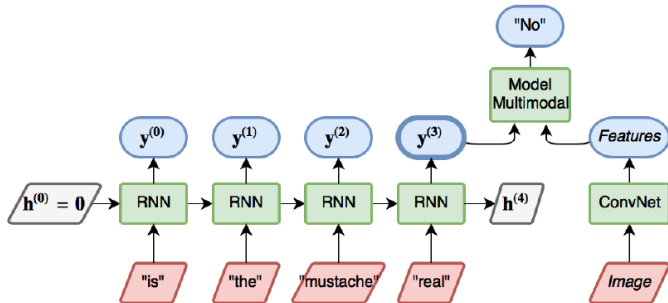 "No"
Model
Multimodal
y(0) y(1) y(2) y(3) Features
h(0) = 0 RNN RNN RNN RNN h(4) ConvNet
"is" "the" "mustache" "real" Image